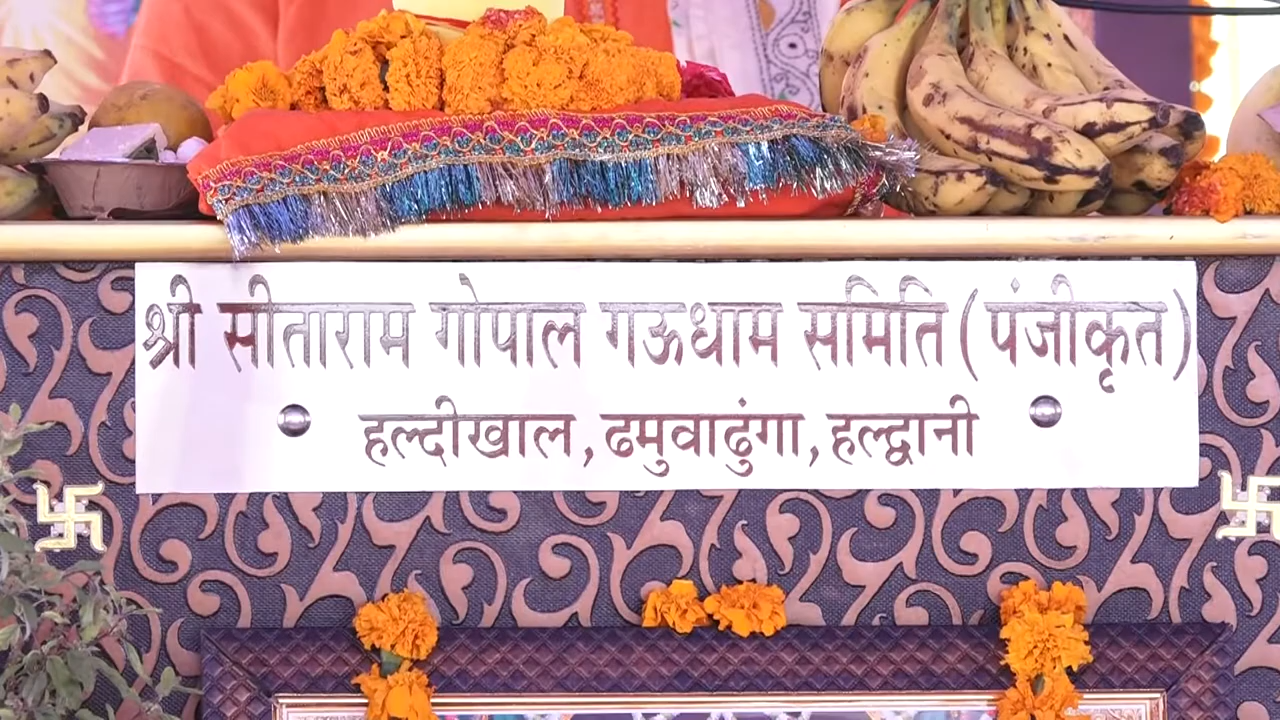 श्री सीताराम गोपाल गऊधाम समिति (पंजीकृत)
हल्दीखाल, ढमुवाढुंगा, हल्द्वानी